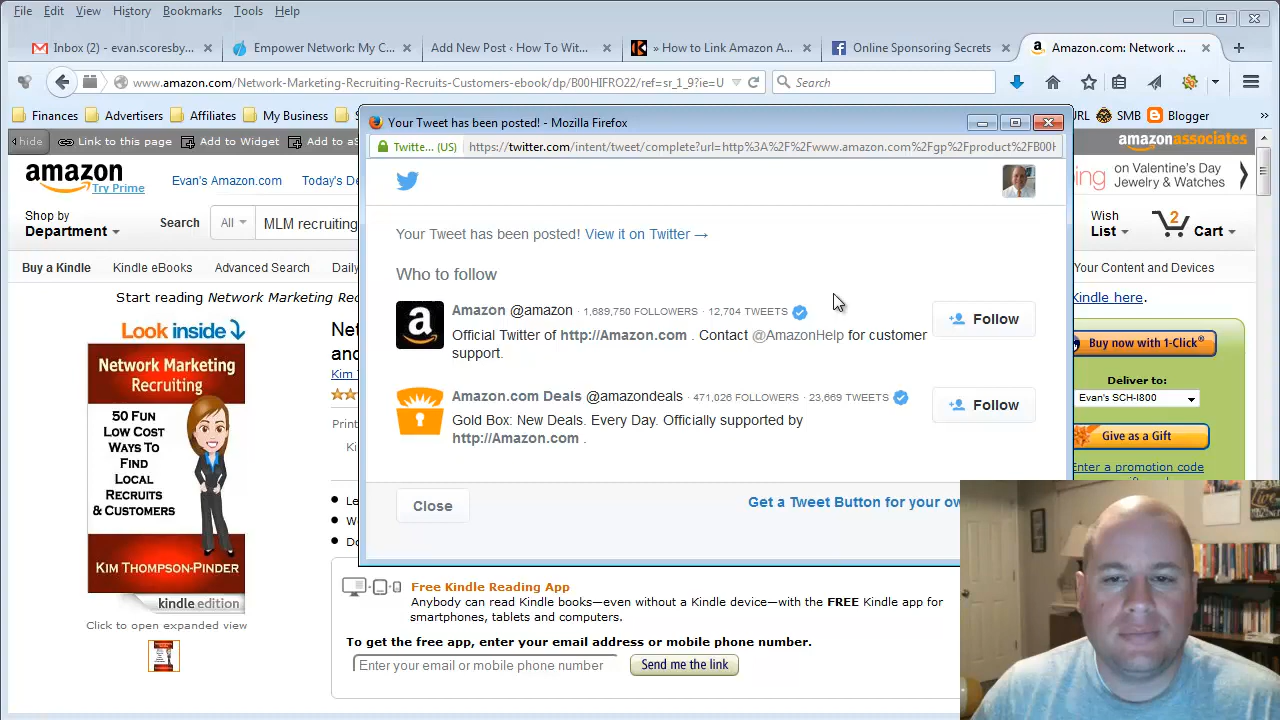 File Edit View History Bookmarks Tools Help
Inbox (2) - evan.scoresby... × Empower Network: My C... × Add New Post ‹ How To Wit... × » How to Link Amazon A... × Online Sponsoring Secrets × Amazon.com: Network ... ×
www.amazon.com/Network-Marketing-Recruiting-Recruits-Customers-ebook/dp/B00HIFRO22/ref=sr_1_9?ie=U Search
Finances Advertisers Affiliates My Business URL SMB Blogger
Your Tweet has been posted! - Mozilla Firefox
hide Link to this page Add to Widget amazonassociates
om/intent/tweet/complete?url=http%3A%2F%2Fwww.amazon.com%2Fgp%2Fproduct%2FB00H
amazon
Try Prime
Evan's Amazon.com Today's De
on Valentine's Day
Jewelry & Watches
Shop by
Department
Search All MLM recruiting
Wish
List
2
Cart
Buy a Kindle Kindle eBooks Advanced Search Daily
Your Content and Devices
Your Tweet has been posted! View it on Twitter →
Who to follow
Amazon @amazon · 1,689,750 FOLLOWERS · 12,704 TWEETS
Official Twitter of http://Amazon.com . Contact @AmazonHelp for customer
support.
Follow
Amazon.com Deals @amazondeals · 471,026 FOLLOWERS · 23,669 TWEETS
Gold Box: New Deals. Every Day. Officially supported by
http://Amazon.com .
Follow
Close
Get a Tweet Button for your ow
Start reading Network Marketing Rec
Kindle here.
Look inside
Net
and
Kim T
Print
Network Marketing
Recruiting
50 FUN
LOW COST
WAYS TO
FIND
LOCAL
RECRUITS
& CUSTOMERS
KIM THOMPSON-PINDER
kindle edition
Click to open expanded view
Buy now with 1-Click®
Deliver to:
Evan's SCH-I800
Give as a Gift
Enter a promotion code
Free Kindle Reading App
Anybody can read Kindle books—even without a Kindle device—with the FREE Kindle app for
smartphones, tablets and computers.
To get the free app, enter your email address or mobile phone number.
Enter your email or mobile phone number Send me the link